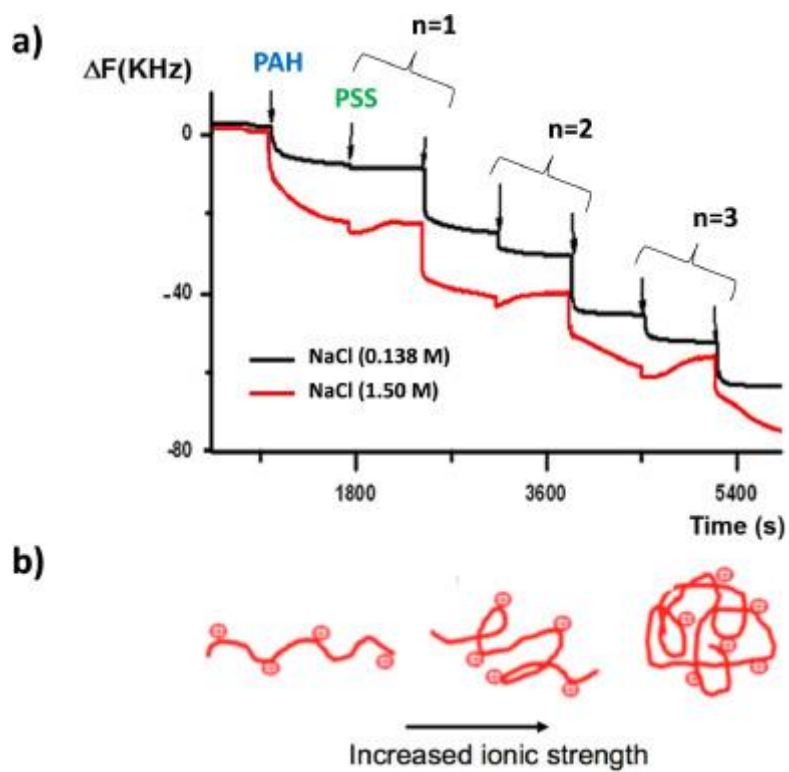 a)
n=1
ΔF(KHz)
PAH
PSS
n=2
0
n=3
-40
NaCl (0.138 M)
NaCl (1.50 M)
-80
1800 3600 5400
Time (s)
b)
Increased ionic strength